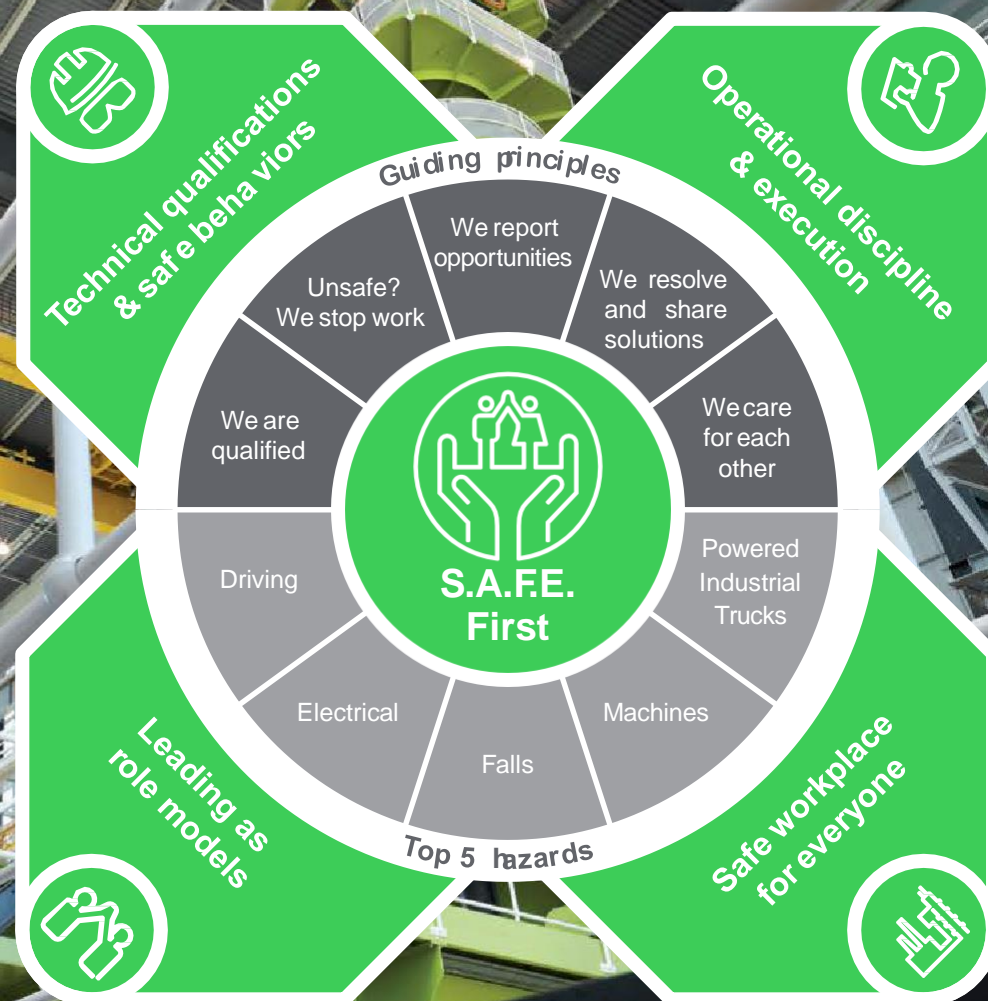 Technical qualifications
& safe behaviors
Operational discipline
& execution
Guiding principles
We are
qualified
Unsafe?
We stop work
We report
opportunities
We resolve
and share
solutions
We care
for each
other
S.A.F.E.
First
Driving
Electrical
Falls
Machines
Powered
Industrial
Trucks
Top 5 hazards
Leading as
role models
Safe workplace
for everyone